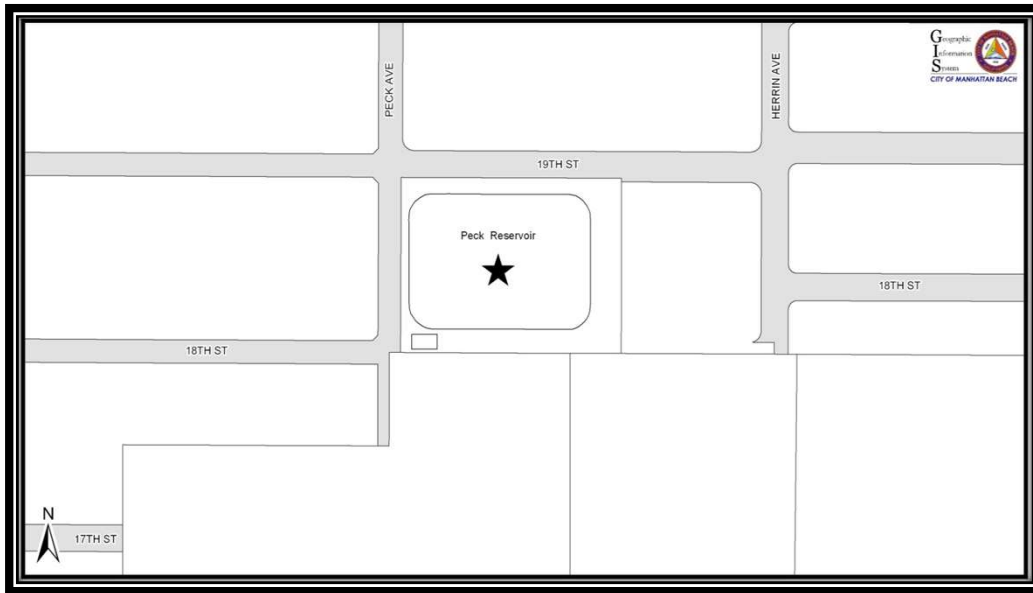 Geographic
Information
Systems
CITY OF MANHATTAN BEACH
PECK AVE
HERRIN AVE
19TH ST
Peck Reservoir
18TH ST
18TH ST
N
17TH ST